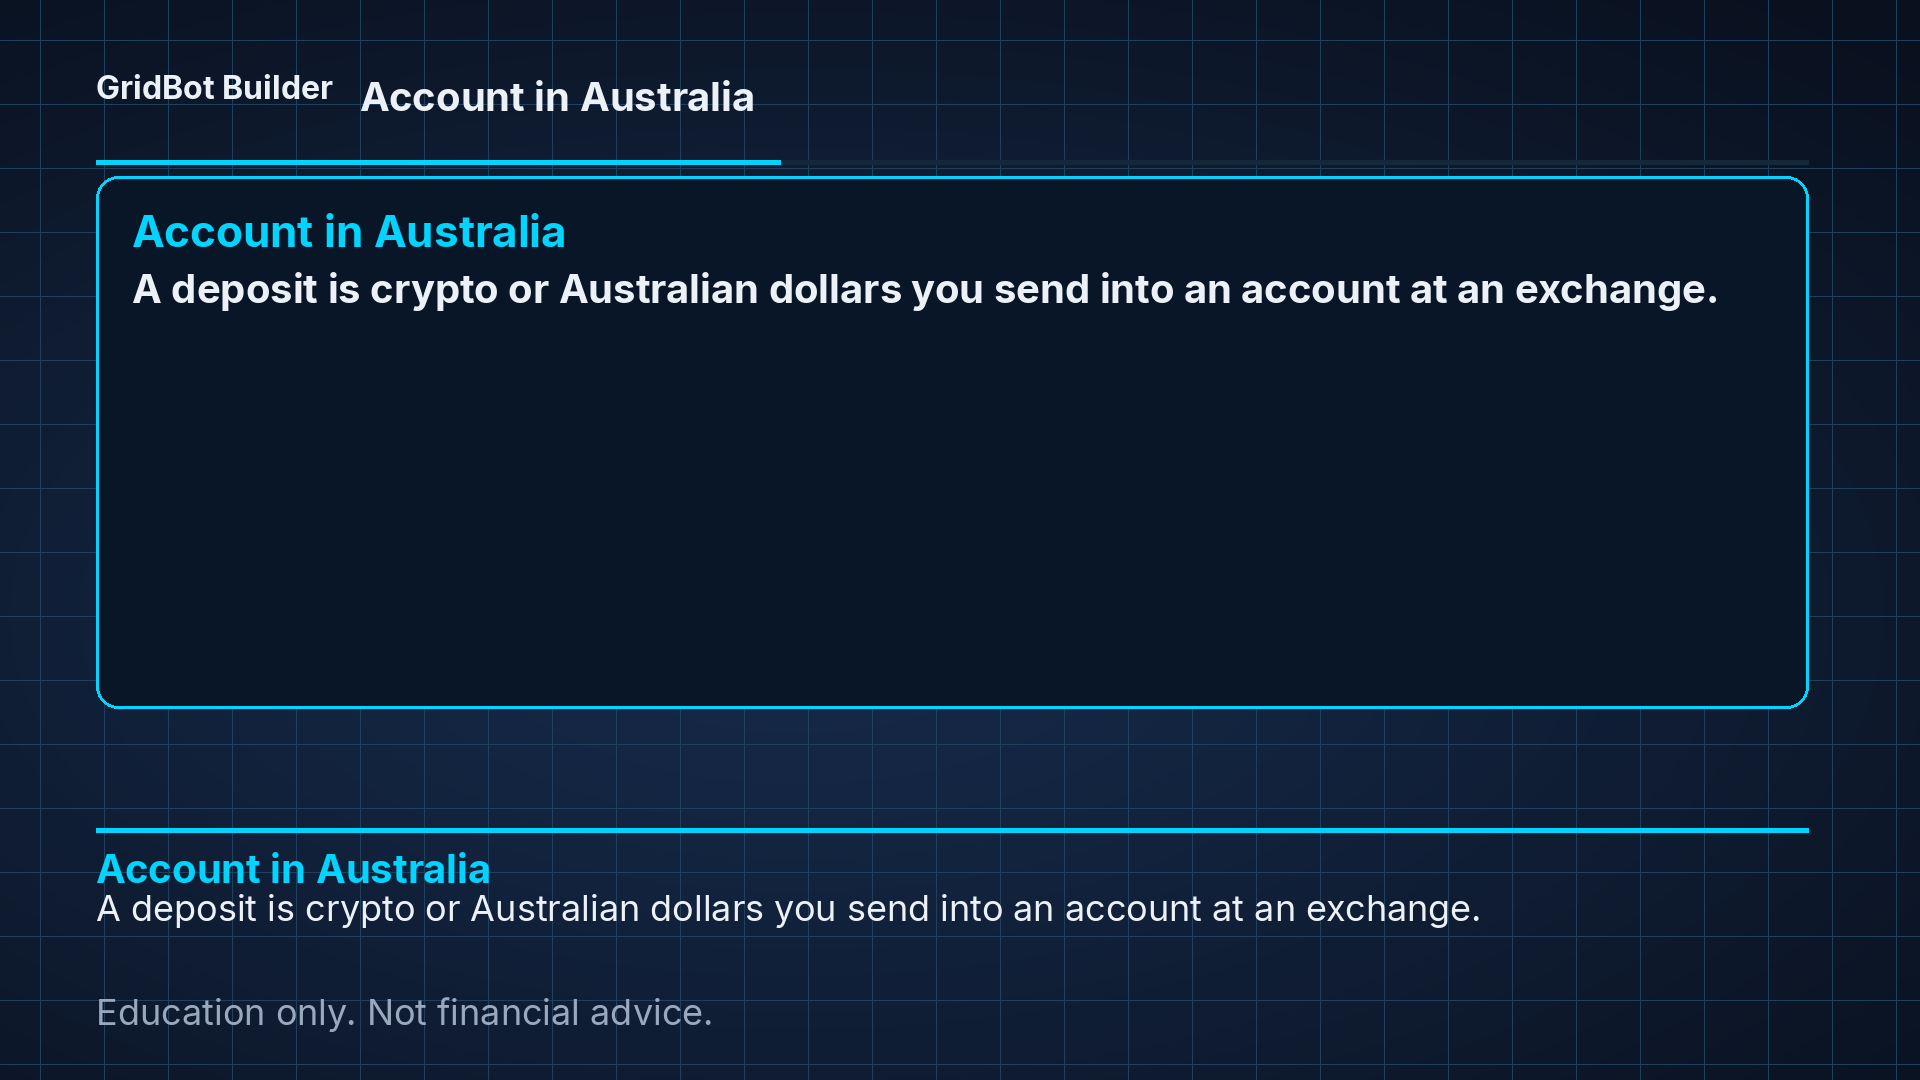 GridBot Builder
Account in Australia
Account in Australia
A deposit is crypto or Australian dollars you send into an account at an exchange.
Account in Australia
A deposit is crypto or Australian dollars you send into an account at an exchange.
Education only. Not financial advice.